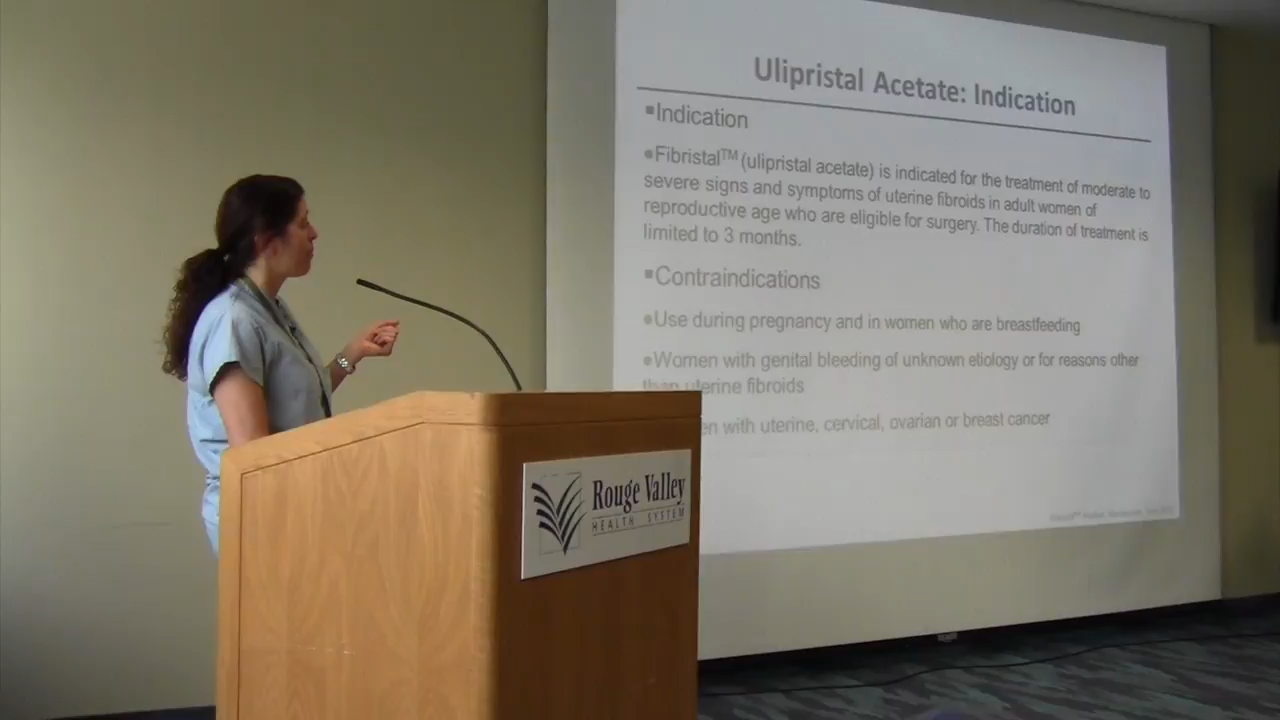 Ulipristal Acetate: Indication
▪Indication
●Fibristal™ (ulipristal acetate) is indicated for the treatment of moderate to
severe signs and symptoms of uterine fibroids in adult women of
reproductive age who are eligible for surgery. The duration of treatment is
limited to 3 months.
▪Contraindications
●Use during pregnancy and in women who are breastfeeding
●Women with genital bleeding of unknown etiology or for reasons other
than uterine fibroids
en with uterine, cervical, ovarian or breast cancer
Rouge Valley
HEALTH SYSTEM